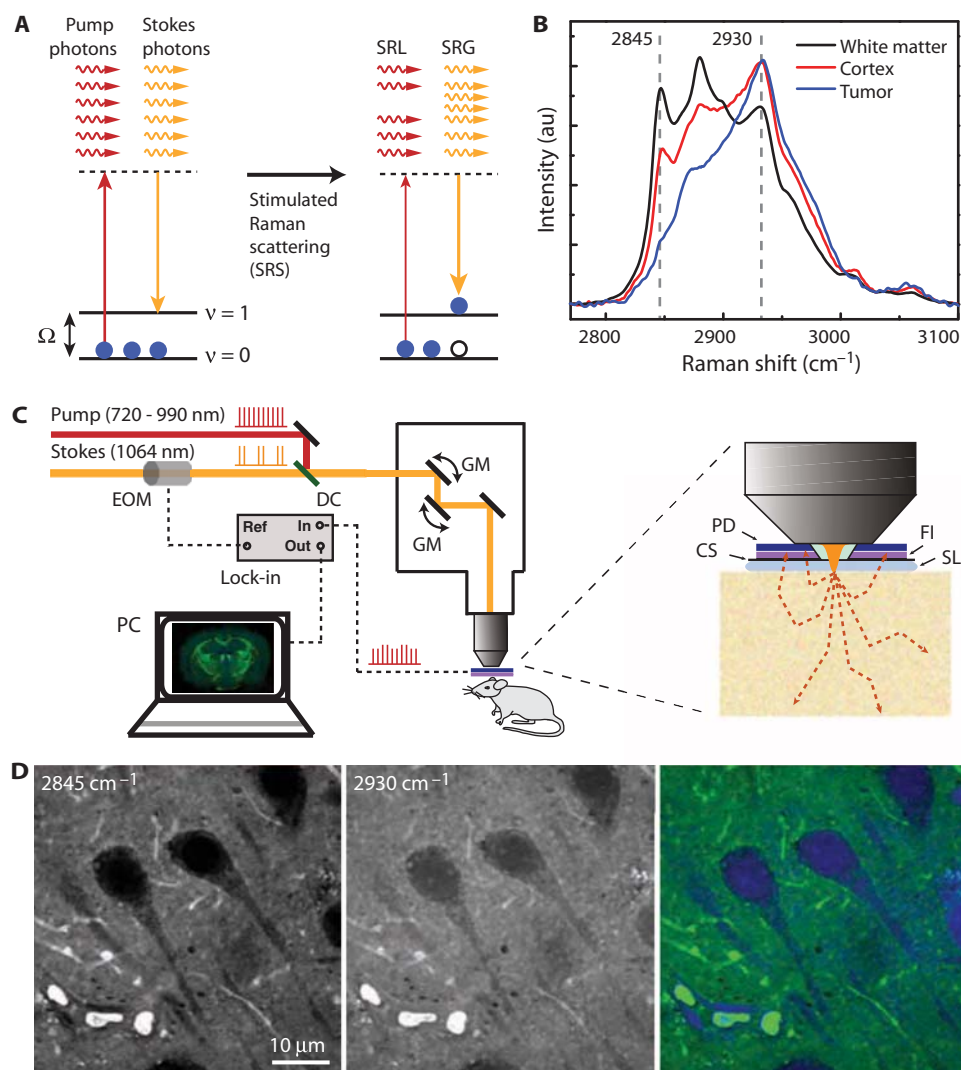 A
Pump photons
Stokes photons
SRL
SRG
Stimulated
Raman
scattering
(SRS)
Ω
ν = 1
ν = 0
B
2845
2930
White matter
Cortex
Tumor
Intensity (au)
2800
2900
3000
3100
Raman shift (cm⁻¹)
C
Pump (720 - 990 nm)
Stokes (1064 nm)
EOM
DC
GM
GM
Ref
In
Out
Lock-in
PC
PD
CS
FI
SL
D
2845 cm⁻¹
2930 cm⁻¹
10 μm